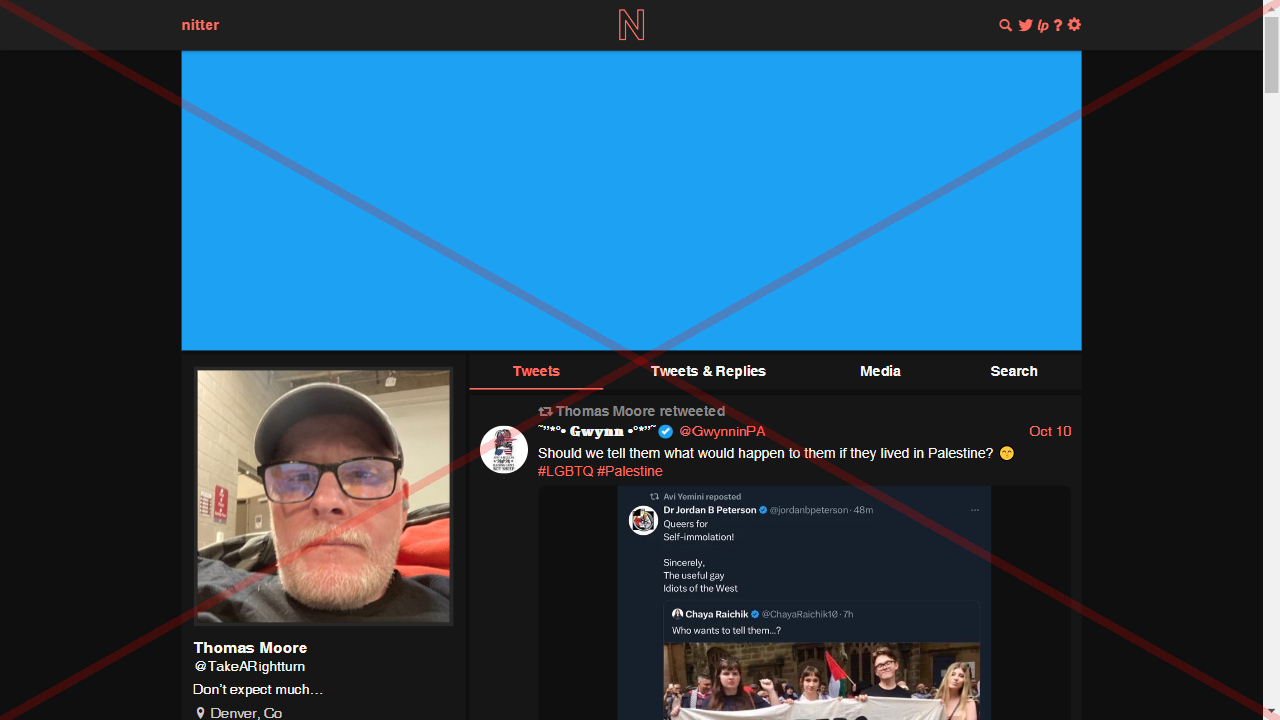 nitter
N
lp ?
Tweets
Tweets & Replies
Media
Search
Thomas Moore retweeted
˜”*°• 𝕲𝖜𝖞𝖓𝖓 •°*”˜ @GwynninPA
Oct 10
Should we tell them what would happen to them if they lived in Palestine? 🤭
#LGBTQ #Palestine
Avi Yemini reposted
Dr Jordan B Peterson @jordanbpeterson · 48m ...
Queers for
Self-immolation!
Sincerely,
The useful gay
Idiots of the West
Chaya Raichik @ChayaRaichik10 · 7h
Who wants to tell them...?
Thomas Moore
@TakeARightturn
Don’t expect much…
Denver, Co